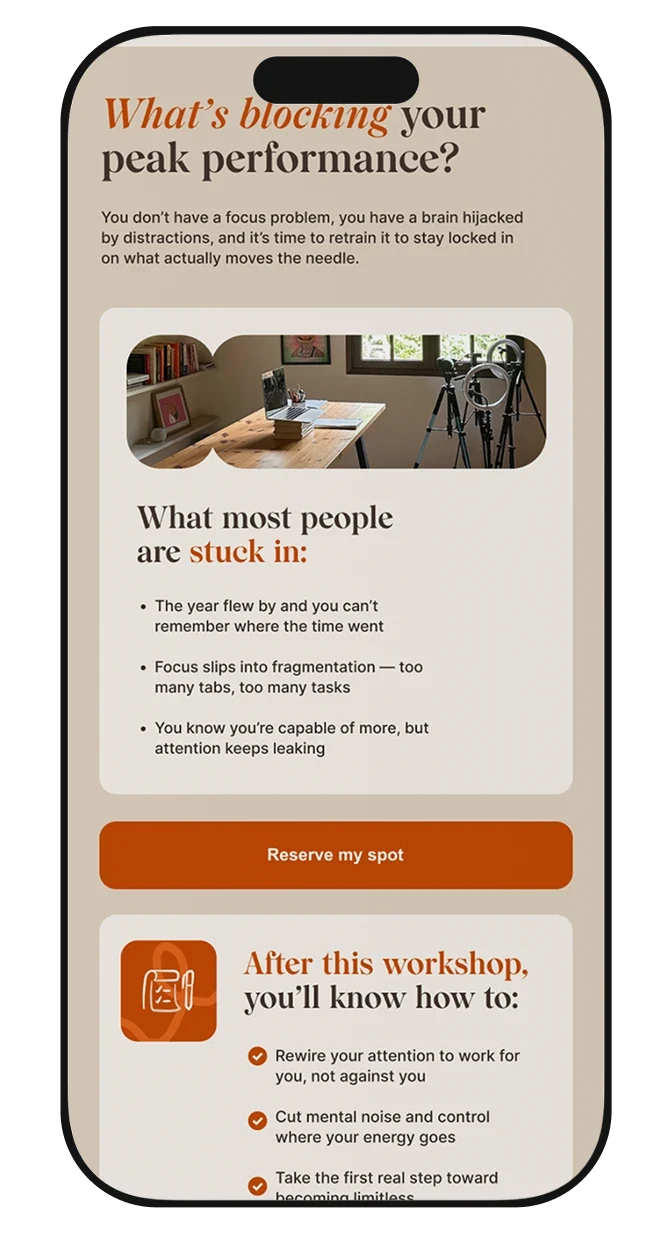 What’s blocking your
peak performance?
You don’t have a focus problem, you have a brain hijacked
by distractions, and it’s time to retrain it to stay locked in
on what actually moves the needle.
What most people
are stuck in:
• The year flew by and you can’t
remember where the time went
• Focus slips into fragmentation — too
many tabs, too many tasks
• You know you’re capable of more, but
attention keeps leaking
Reserve my spot
After this workshop,
you’ll know how to:
Rewire your attention to work for
you, not against you
Cut mental noise and control
where your energy goes
Take the first real step toward
becoming limitless